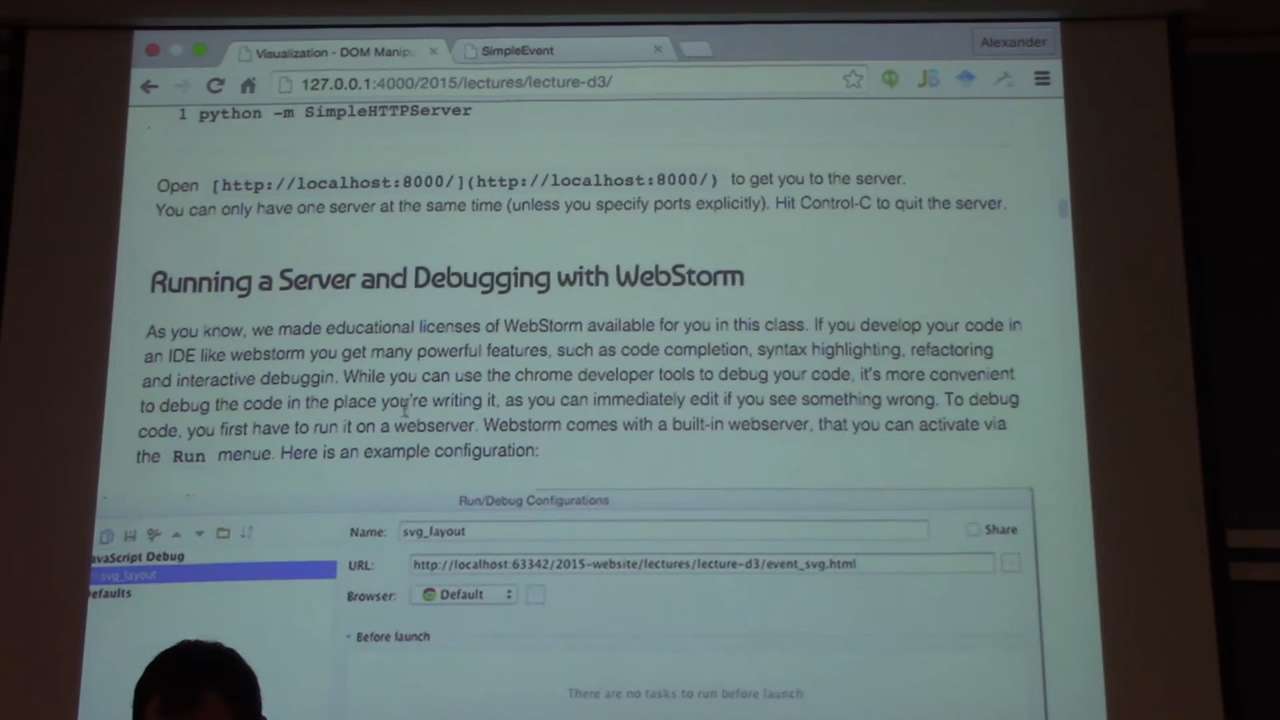 Visualization - DOM Manip
SimpleEvent
Alexander
127.0.0.1:4000/2015/lectures/lecture-d3/
JB
1 python -m SimpleHTTPServer
Open [http://localhost:8000/](http://localhost:8000/) to get you to the server.
You can only have one server at the same time (unless you specify ports explicitly). Hit Control-C to quit the server.
Running a Server and Debugging with WebStorm
As you know, we made educational licenses of WebStorm available for you in this class. If you develop your code in
an IDE like webstorm you get many powerful features, such as code completion, syntax highlighting, refactoring
and interactive debuggin. While you can use the chrome developer tools to debug your code, it's more convenient
to debug the code in the place you're writing it, as you can immediately edit if you see something wrong. To debug
code, you first have to run it on a webserver. Webstorm comes with a built-in webserver, that you can activate via
the Run menue. Here is an example configuration:
Run/Debug Configurations
Name: svg_layout
Share
avaScript Debug
svg_layout
efaults
URL: http://localhost:63342/2015-website/lectures/lecture-d3/event_svg.html
Browser: Default
Before launch
There are no tasks to run before launch